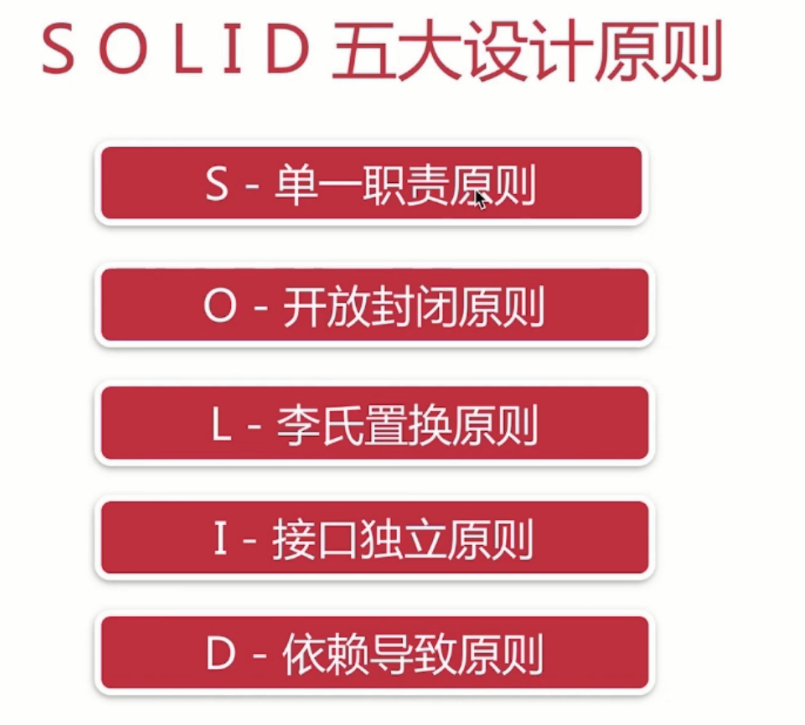 SOLID 五大设计原则
S - 单一职责原则
O - 开放封闭原则
L - 李氏置换原则
I - 接口独立原则
D - 依赖导致原则